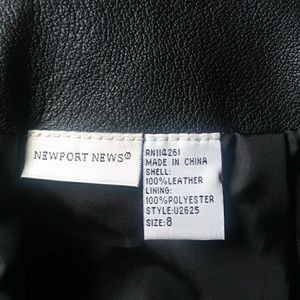 NEWPORT NEWS®
RN114261
MADE IN CHINA
SHELL:
100%LEATHER
LINING:
100%POLYESTER
STYLE:U2625
SIZE:8